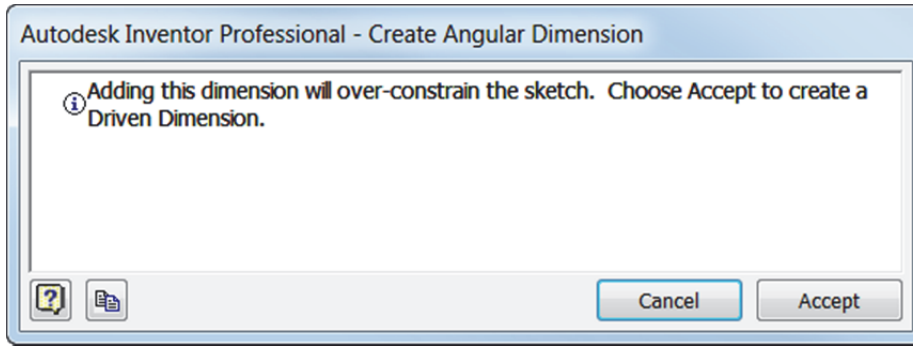 Autodesk Inventor Professional - Create Angular Dimension
Adding this dimension will over-constrain the sketch.  Choose Accept to create a
Driven Dimension.
Cancel
Accept